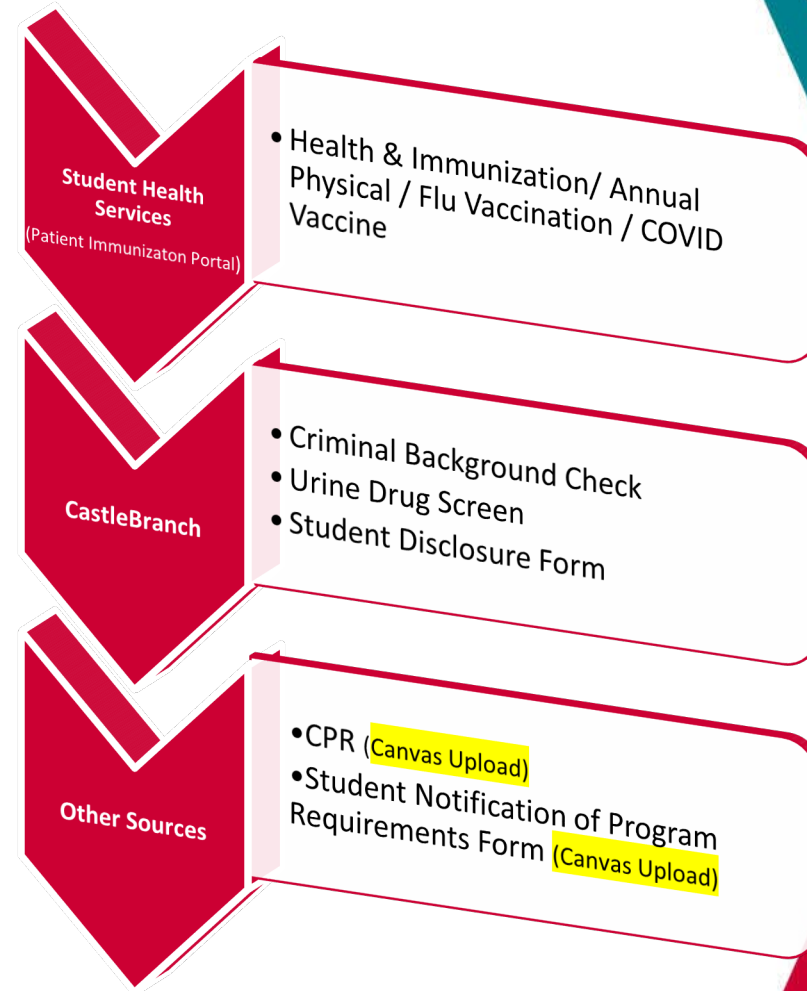 Student Health
Services
(Patient Immunizaton Portal)
• Health & Immunization/ Annual
Physical / Flu Vaccination / COVID
Vaccine
CastleBranch
• Criminal Background Check
• Urine Drug Screen
• Student Disclosure Form
Other Sources
•CPR (Canvas Upload)
•Student Notification of Program
Requirements Form (Canvas Upload)